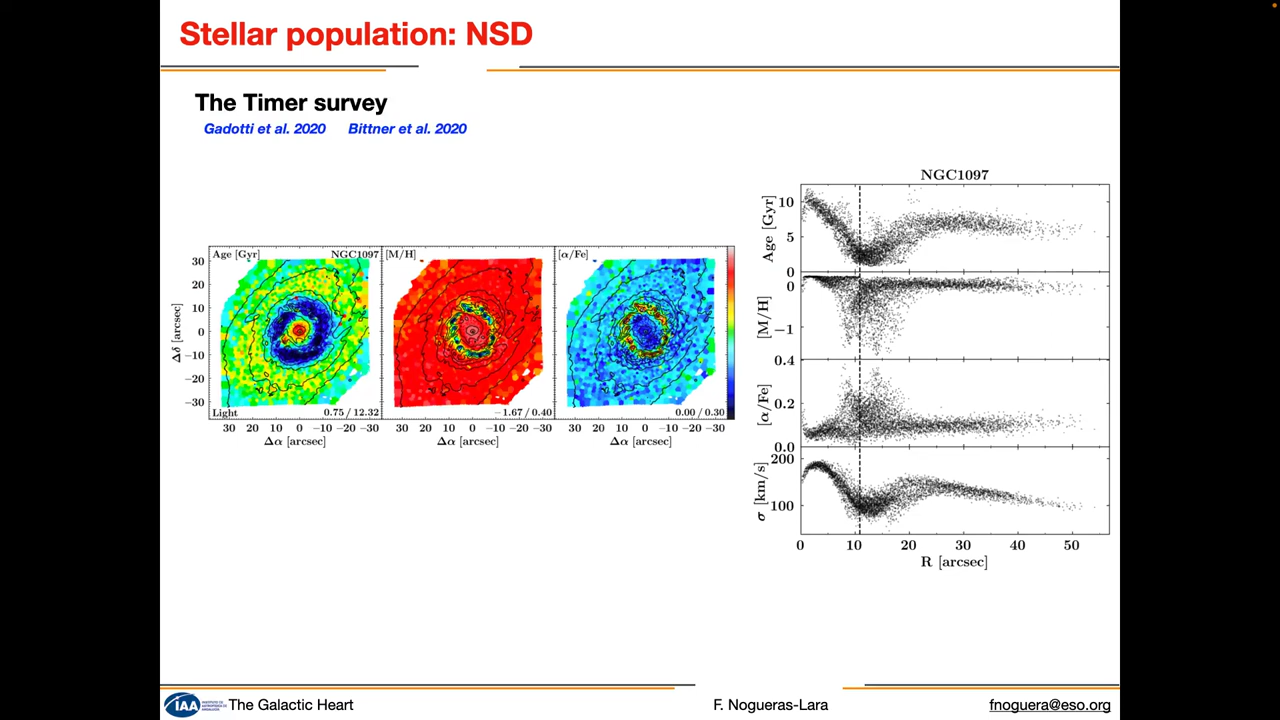 Stellar population: NSD
The Timer survey
Gadotti et al. 2020 Bittner et al. 2020
Age [Gyr] NGC1097 [M/H] [α/Fe]
Light 0.75 / 12.32 −1.67 / 0.40 0.00 / 0.30
30
20
10
0
−10
−20
−30
Δδ [arcsec]
30 20 10 0 −10 −20 −30 30 20 10 0 −10 −20 −30 30 20 10 0 −10 −20 −30
Δα [arcsec] Δα [arcsec] Δα [arcsec]
NGC1097
10
5
0
Age [Gyr]
0
−1
[M/H]
0.4
0.2
0.0
[α/Fe]
200
100
σ [km/s]
0 10 20 30 40 50
R [arcsec]
IAA
The Galactic Heart F. Nogueras-Lara fnoguera@eso.org